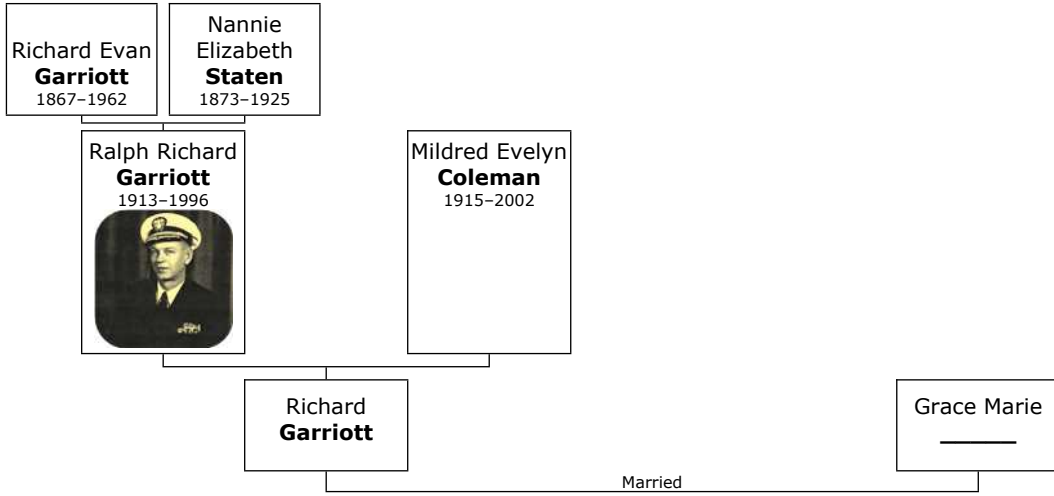 Richard Evan
Garriott
1867–1962
Nannie
Elizabeth
Staten
1873–1925
Ralph Richard
Garriott
1913–1996
Mildred Evelyn
Coleman
1915–2002
Richard
Garriott
Grace Marie
_____
Married